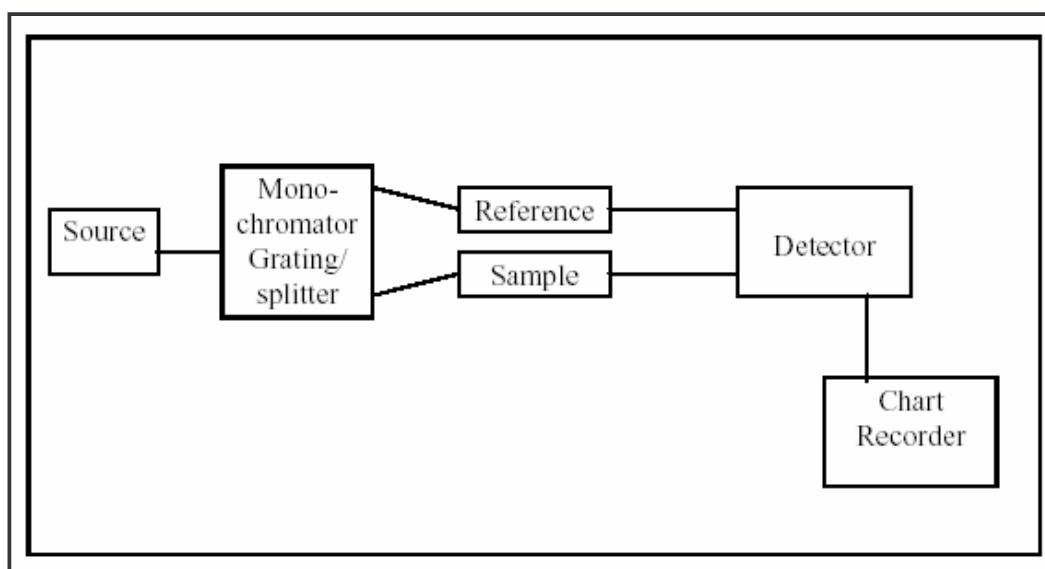 Source
Mono-
chromator
Grating/
splitter
Reference
Sample
Detector
Chart
Recorder